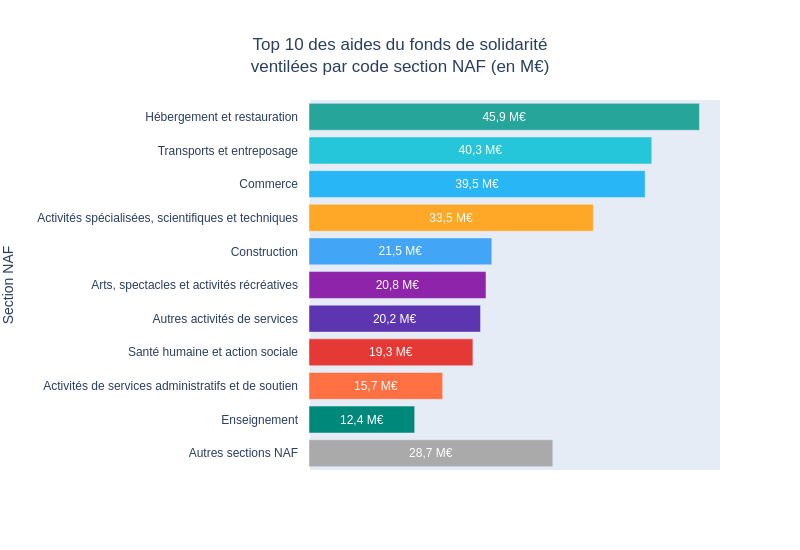 Top 10 des aides du fonds de solidarité
ventilées par code section NAF (en M€)
Section NAF
Hébergement et restauration 45,9 M€
Transports et entreposage 40,3 M€
Commerce 39,5 M€
Activités spécialisées, scientifiques et techniques 33,5 M€
Construction 21,5 M€
Arts, spectacles et activités récréatives 20,8 M€
Autres activités de services 20,2 M€
Santé humaine et action sociale 19,3 M€
Activités de services administratifs et de soutien 15,7 M€
Enseignement 12,4 M€
Autres sections NAF 28,7 M€